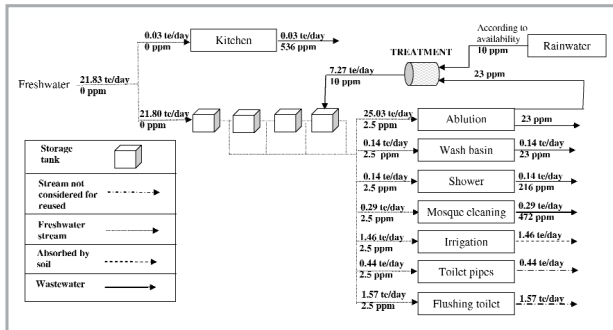 0.03 te/day
0 ppm
Kitchen
0.03 te/day
536 ppm
According to
availability
10 ppm
Rainwater
TREATMENT
Freshwater
21.83 te/day
0 ppm
7.27 te/day
10 ppm
23 ppm
21.80 te/day
0 ppm
25.03 te/day
2.5 ppm
Ablution
23 ppm
0.14 te/day
2.5 ppm
Wash basin
0.14 te/day
23 ppm
0.14 te/day
2.5 ppm
Shower
0.14 te/day
216 ppm
0.29 te/day
2.5 ppm
Mosque cleaning
0.29 te/day
472 ppm
1.46 te/day
2.5 ppm
Irrigation
1.46 te/day
0.44 te/day
2.5 ppm
Toilet pipes
0.44 te/day
1.57 te/day
2.5 ppm
Flushing toilet
1.57 te/day
Storage
tank
Stream not
considered for
reused
Freshwater
stream
Absorbed by
soil
Wastewater